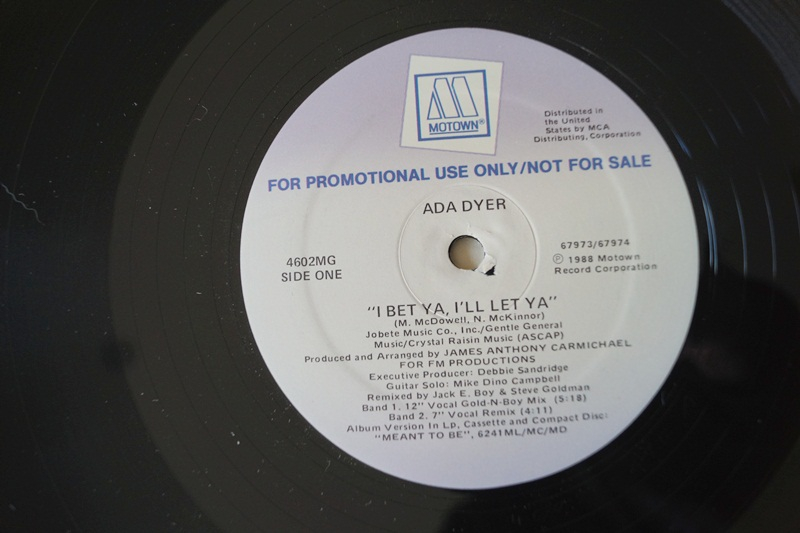 MOTOWN®
Distributed in
the United
States by MCA
Distributing, Corporation
FOR PROMOTIONAL USE ONLY/NOT FOR SALE
ADA DYER
4602MG
SIDE ONE
67973/67974
℗ 1988 Motown
Record Corporation
"I BET YA, I'LL LET YA"
(M. McDowell, N. McKinnor)
Jobete Music Co., Inc./Gentle General
Music/Crystal Raisin Music (ASCAP)
Produced and Arranged by JAMES ANTHONY CARMICHAEL
FOR FM PRODUCTIONS
Executive Producer: Debbie Sandridge
Guitar Solo: Mike Dino Campbell
Remixed by Jack E. Boy & Steve Goldman
Band 1. 12" Vocal Gold-N-Boy Mix (5:18)
Band 2. 7" Vocal Remix (4:11)
Album Version In Lp, Cassette and Compact Disc:
"MEANT TO BE", 6241ML/MC/MD